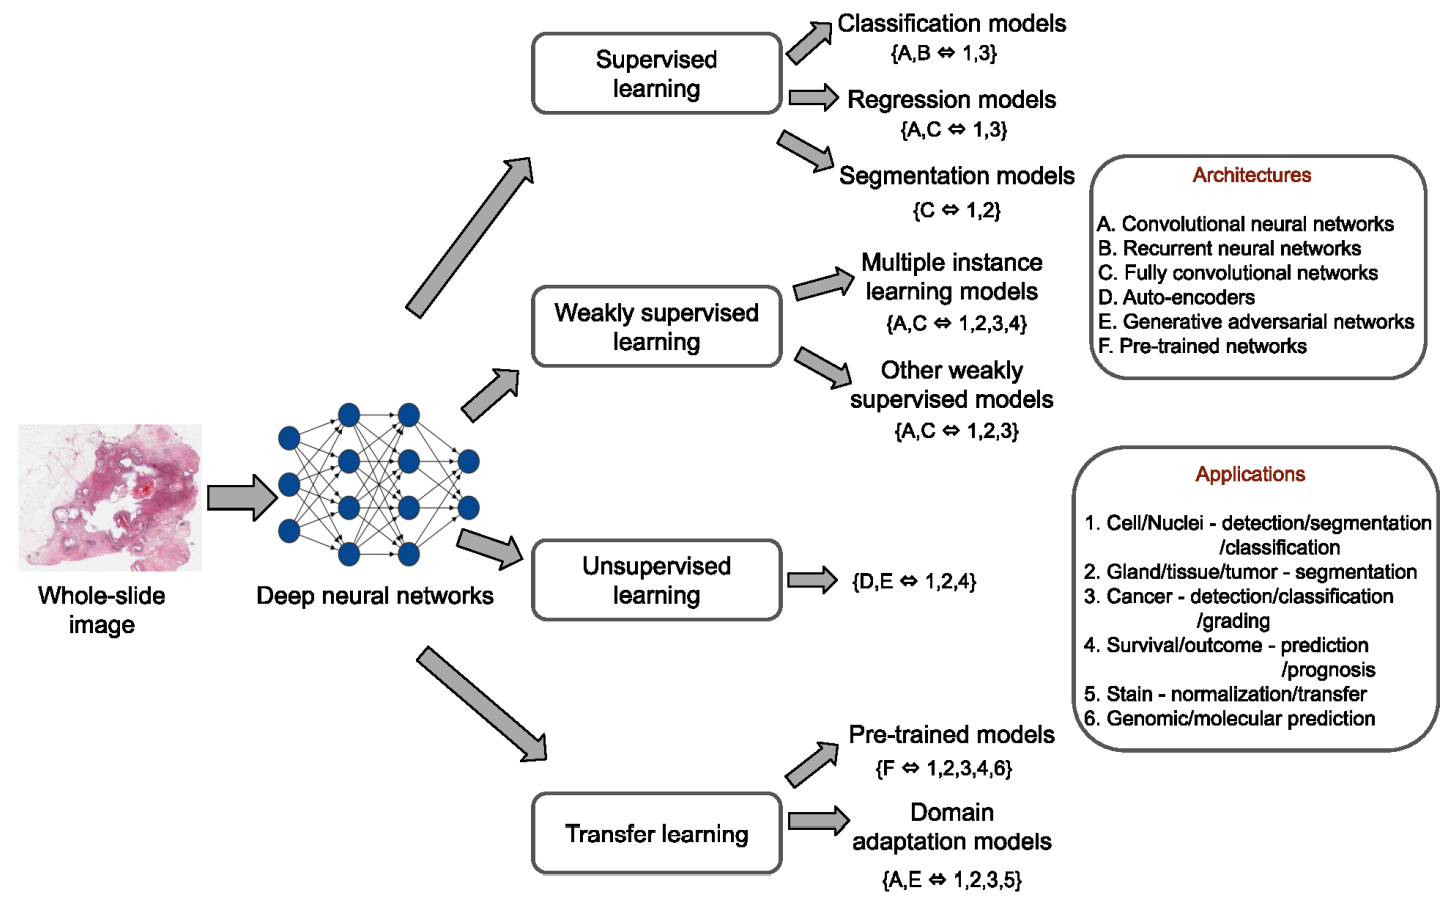 Whole-slide
image
Deep neural networks
Supervised
learning
Classification models
{A,B ⇔ 1,3}
Regression models
{A,C ⇔ 1,3}
Segmentation models
{C ⇔ 1,2}
Weakly supervised
learning
Multiple instance
learning models
{A,C ⇔ 1,2,3,4}
Other weakly
supervised models
{A,C ⇔ 1,2,3}
Unsupervised
learning
{D,E ⇔ 1,2,4}
Transfer learning
Pre-trained models
{F ⇔ 1,2,3,4,6}
Domain
adaptation models
{A,E ⇔ 1,2,3,5}
Architectures
A. Convolutional neural networks
B. Recurrent neural networks
C. Fully convolutional networks
D. Auto-encoders
E. Generative adversarial networks
F. Pre-trained networks
Applications
1. Cell/Nuclei - detection/segmentation
/classification
2. Gland/tissue/tumor - segmentation
3. Cancer - detection/classification
/grading
4. Survival/outcome - prediction
/prognosis
5. Stain - normalization/transfer
6. Genomic/molecular prediction